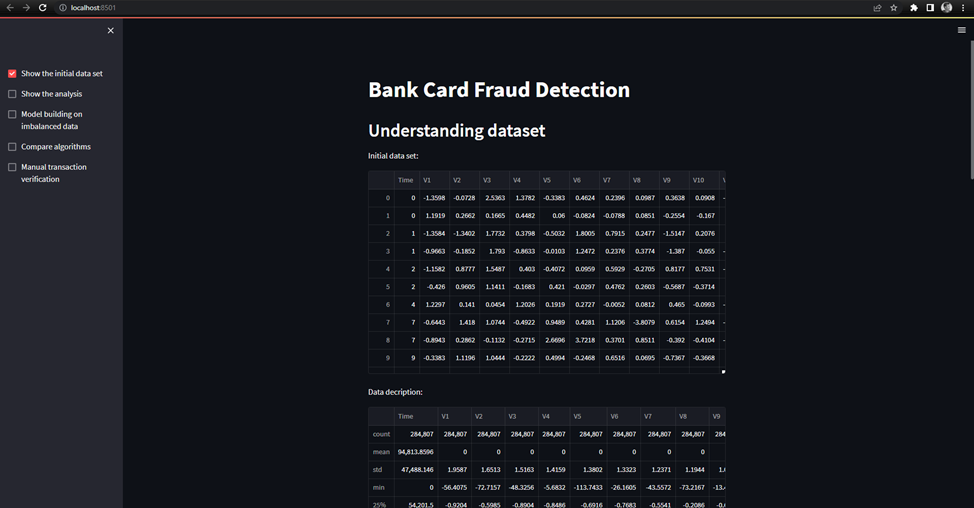 localhost:8501
Show the initial data set
Show the analysis
Model building on
imbalanced data
Compare algorithms
Manual transaction
verification
Bank Card Fraud Detection
Understanding dataset
Initial data set:
Time V1 V2 V3 V4 V5 V6 V7 V8 V9 V10
0 0 -1.3598 -0.0728 2.5363 1.3782 -0.3383 0.4624 0.2396 0.0987 0.3638 0.0908
1 0 1.1919 0.2662 0.1665 0.4482 0.06 -0.0824 -0.0788 0.0851 -0.2554 -0.167
2 1 -1.3584 -1.3402 1.7732 0.3798 -0.5032 1.8005 0.7915 0.2477 -1.5147 0.2076
3 1 -0.9663 -0.1852 1.793 -0.8633 -0.0103 1.2472 0.2376 0.3774 -1.387 -0.055
4 2 -1.1582 0.8777 1.5487 0.403 -0.4072 0.0959 0.5929 -0.2705 0.8177 0.7531
5 2 -0.426 0.9605 1.1411 -0.1683 0.421 -0.0297 0.4762 0.2603 -0.5687 -0.3714
6 4 1.2297 0.141 0.0454 1.2026 0.1919 0.2727 -0.0052 0.0812 0.465 -0.0993
7 7 -0.6443 1.418 1.0744 -0.4922 0.9489 0.4281 1.1206 -3.8079 0.6154 1.2494
8 7 -0.8943 0.2862 -0.1132 -0.2715 2.6696 3.7218 0.3701 0.8511 -0.392 -0.4104
9 9 -0.3383 1.1196 1.0444 -0.2222 0.4994 -0.2468 0.6516 0.0695 -0.7367 -0.3668
Data decription:
Time V1 V2 V3 V4 V5 V6 V7 V8 V9
count 284,807 284,807 284,807 284,807 284,807 284,807 284,807 284,807 284,807 284
mean 94,813.8596 0 0 0 0 0 0 0 0
std 47,488.146 1.9587 1.6513 1.5163 1.4159 1.3802 1.3323 1.2371 1.1944 1.
min 0 -56.4075 -72.7157 -48.3256 -5.6832 -113.7433 -26.1605 -43.5572 -73.2167 -13.
25% 54,201.5 -0.9204 -0.5985 -0.8904 -0.8486 -0.6916 -0.7683 -0.5541 -0.2086